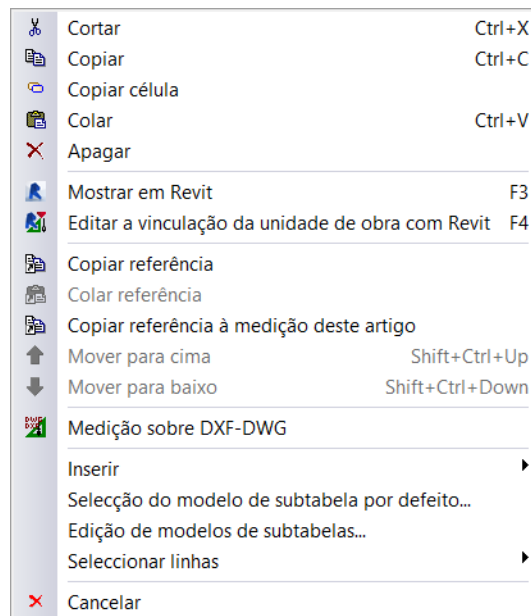 Cortar Ctrl+X
Copiar Ctrl+C
Copiar célula
Colar Ctrl+V
Apagar
Mostrar em Revit F3
Editar a vinculação da unidade de obra com Revit F4
Copiar referência
Colar referência
Copiar referência à medição deste artigo
Mover para cima Shift+Ctrl+Up
Mover para baixo Shift+Ctrl+Down
DWG
DXF
Medição sobre DXF-DWG
Inserir
Selecção do modelo de subtabela por defeito...
Edição de modelos de subtabelas...
Seleccionar linhas
Cancelar